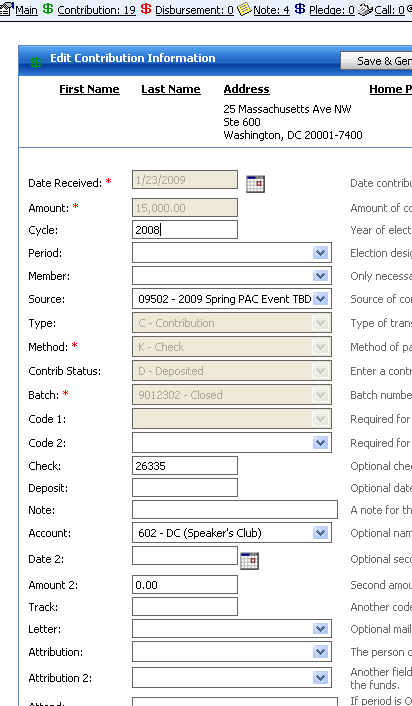 Main $ Contribution: 19 $ Disbursement: 0 Note: 4 $ Pledge: 0 Call: 0
Edit Contribution Information
Save & Ger
First Name Last Name Address Home P
25 Massachusetts Ave NW
Ste 600
Washington, DC 20001-7400
Date Received: * 1/23/2009 Date contribu
Amount: * 15,000.00 Amount of co
Cycle: 2008 Year of elect
Period: Election desig
Member: Only necessa
Source: 09502 - 2009 Spring PAC Event TBD Source of con
Type: C - Contribution Type of trans
Method: * K - Check Method of pa
Contrib Status: D - Deposited Enter a contr
Batch: * 9012302 - Closed Batch numbe
Code 1: Required for
Code 2: Required for
Check: 26335 Optional chec
Deposit: Optional date
Note: A note for th
Account: 602 - DC (Speaker's Club) Optional nam
Date 2: Optional seco
Amount 2: 0.00 Second amou
Track: Another code
Letter: Optional mail
Attribution: The person c
Attribution 2: Another field
the funds.
Attend: If period is O